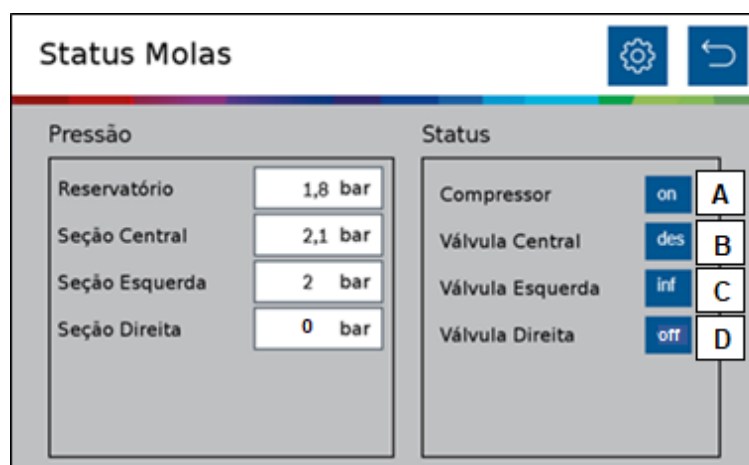 Status Molas
Pressão
Reservatório 1,8 bar
Seção Central 2,1 bar
Seção Esquerda 2 bar
Seção Direita 0 bar
Status
Compressor on A
Válvula Central des B
Válvula Esquerda inf C
Válvula Direita off D